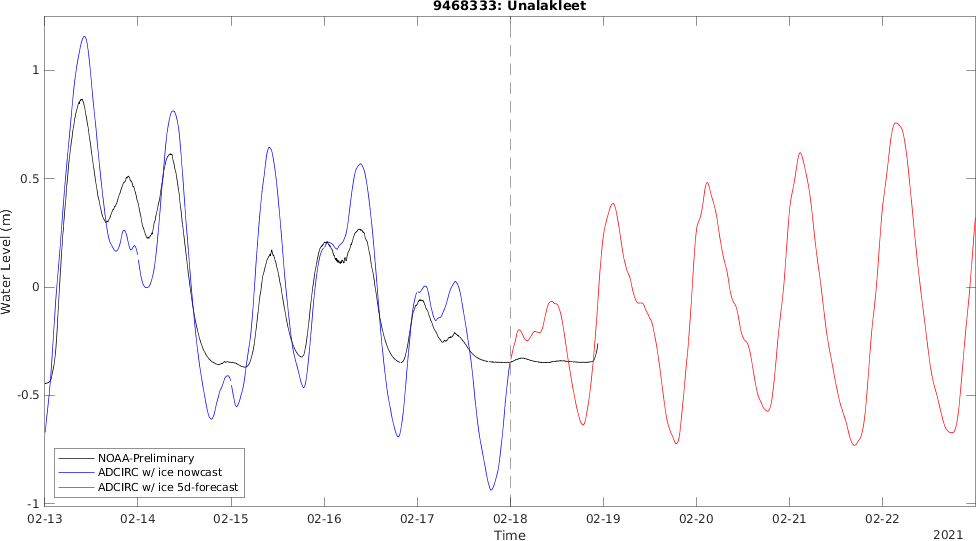 9468333: Unalakleet
Water Level (m)
1
0.5
0
-0.5
-1
NOAA-Preliminary
ADCIRC w/ ice nowcast
ADCIRC w/ ice 5d-forecast
02-13 02-14 02-15 02-16 02-17 02-18 02-19 02-20 02-21 02-22
Time
2021